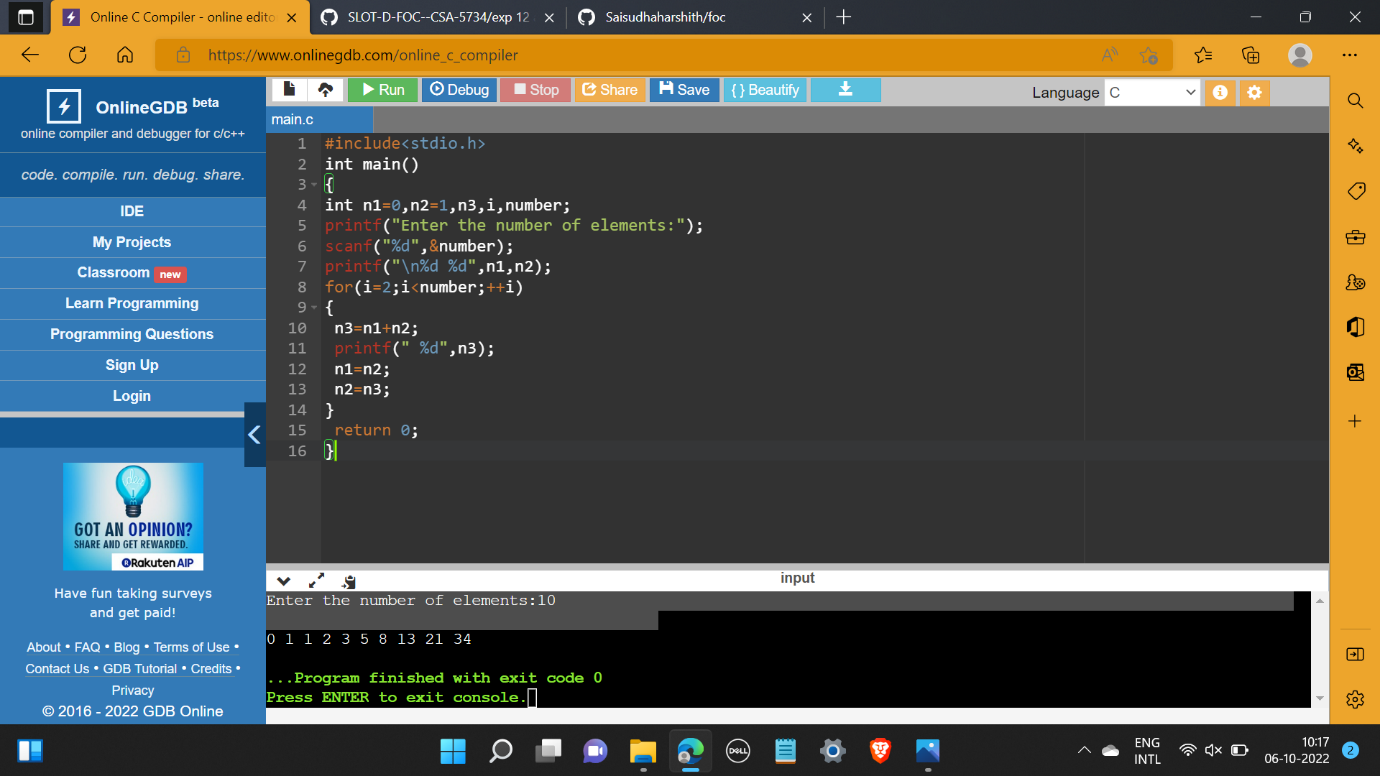 Online C Compiler - online edito
SLOT-D-FOC--CSA-5734/exp 12
Saisudhaharshith/foc
https://www.onlinegdb.com/online_c_compiler
OnlineGDB beta
online compiler and debugger for c/c++
code. compile. run. debug. share.
IDE
My Projects
Classroom new
Learn Programming
Programming Questions
Sign Up
Login
GOT AN OPINION?
SHARE AND GET REWARDED.
Rakuten AIP
Have fun taking surveys
and get paid!
About • FAQ • Blog • Terms of Use •
Contact Us • GDB Tutorial • Credits •
Privacy
© 2016 - 2022 GDB Online
Run Debug Stop Share Save { } Beautify
Language C
main.c
1 #include<stdio.h>
2 int main()
3 {
4 int n1=0,n2=1,n3,i,number;
5 printf("Enter the number of elements:");
6 scanf("%d",&number);
7 printf("\n%d %d",n1,n2);
8 for(i=2;i<number;++i)
9 {
10 n3=n1+n2;
11 printf(" %d",n3);
12 n1=n2;
13 n2=n3;
14 }
15 return 0;
16 }
input
Enter the number of elements:10
0 1 1 2 3 5 8 13 21 34
...Program finished with exit code 0
Press ENTER to exit console.
DELL
ENG
INTL
10:17
06-10-2022
2